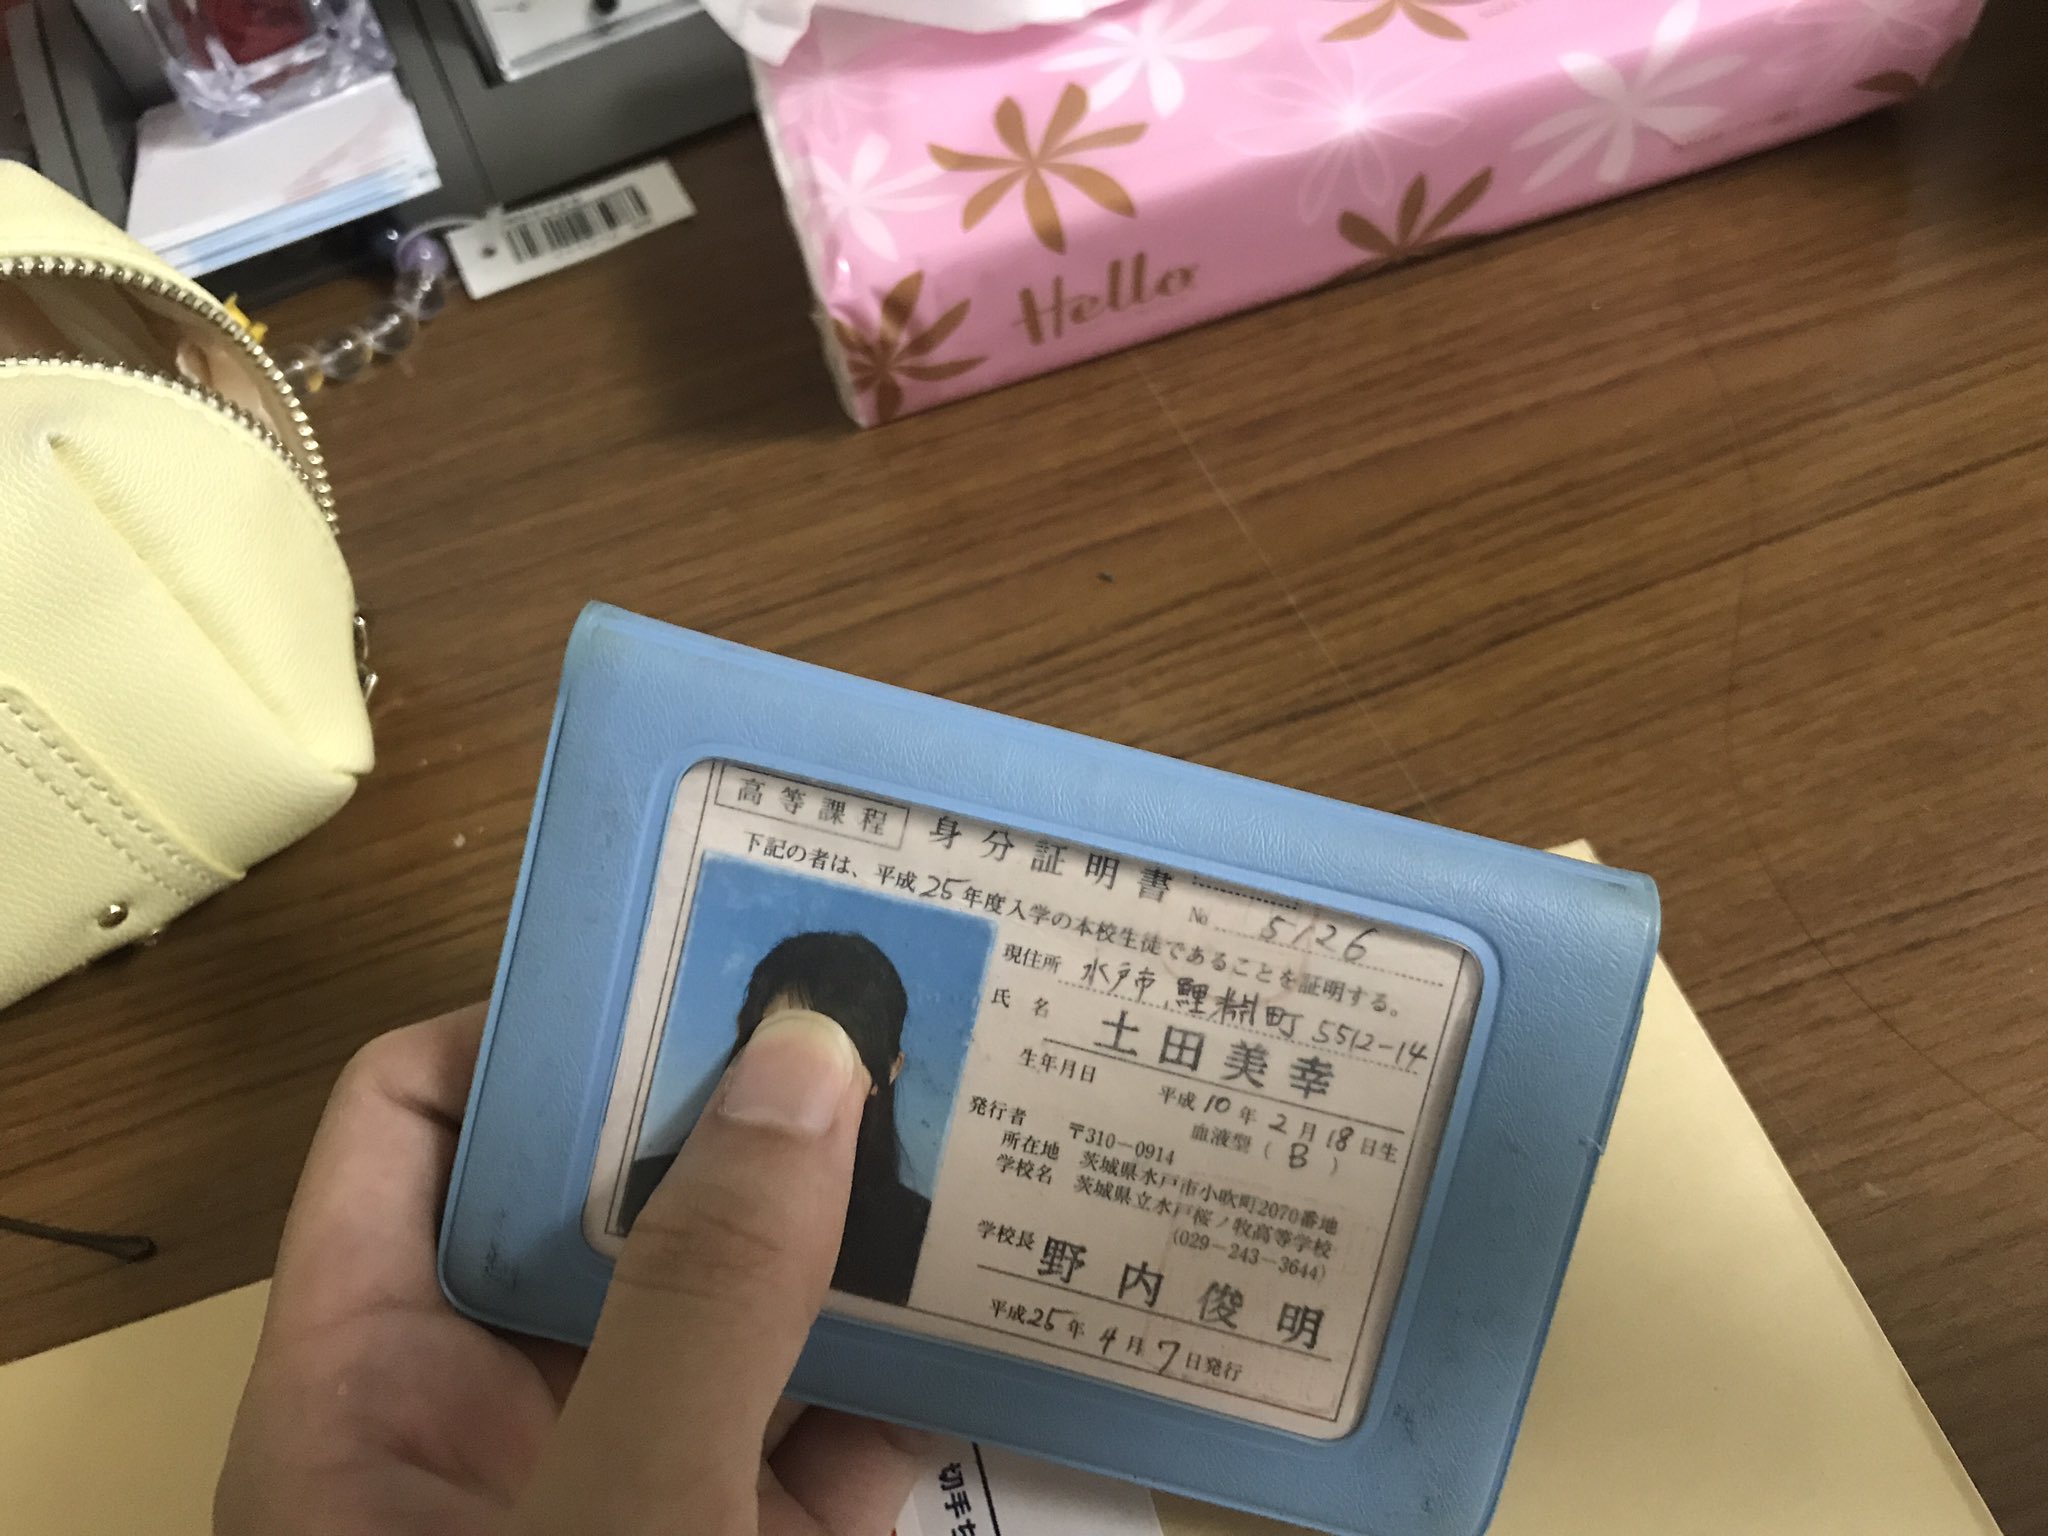 Hello
高等課程 身分証明書
No 5126
下記の者は、平成25年度入学の本校生徒であることを証明する。
現住所 水戸市 鯉淵町 5512-14
氏名 土田美幸
生年月日 平成10年2月18日生
血液型(B)
発行者 〒310-0914
所在地 茨城県水戸市小吹町2070番地
学校名 茨城県立水戸桜ノ牧高等学校
(029-243-3644)
学校長 野内俊明
平成25年4月7日発行
切手